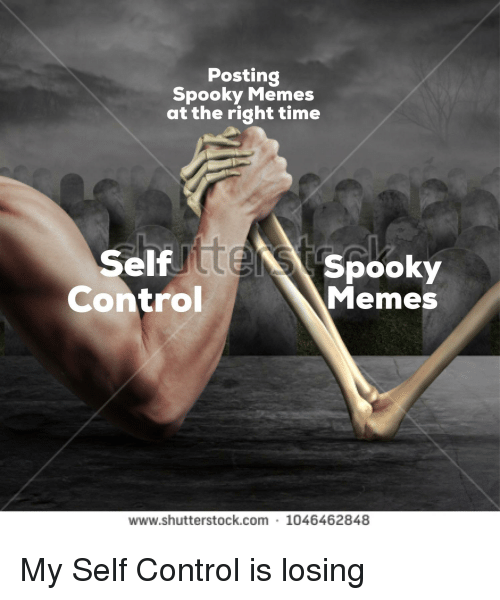 Posting
Spooky Memes
at the right time
Self
Control
Spooky
Memes
shutterstock
www.shutterstock.com · 1046462848
My Self Control is losing